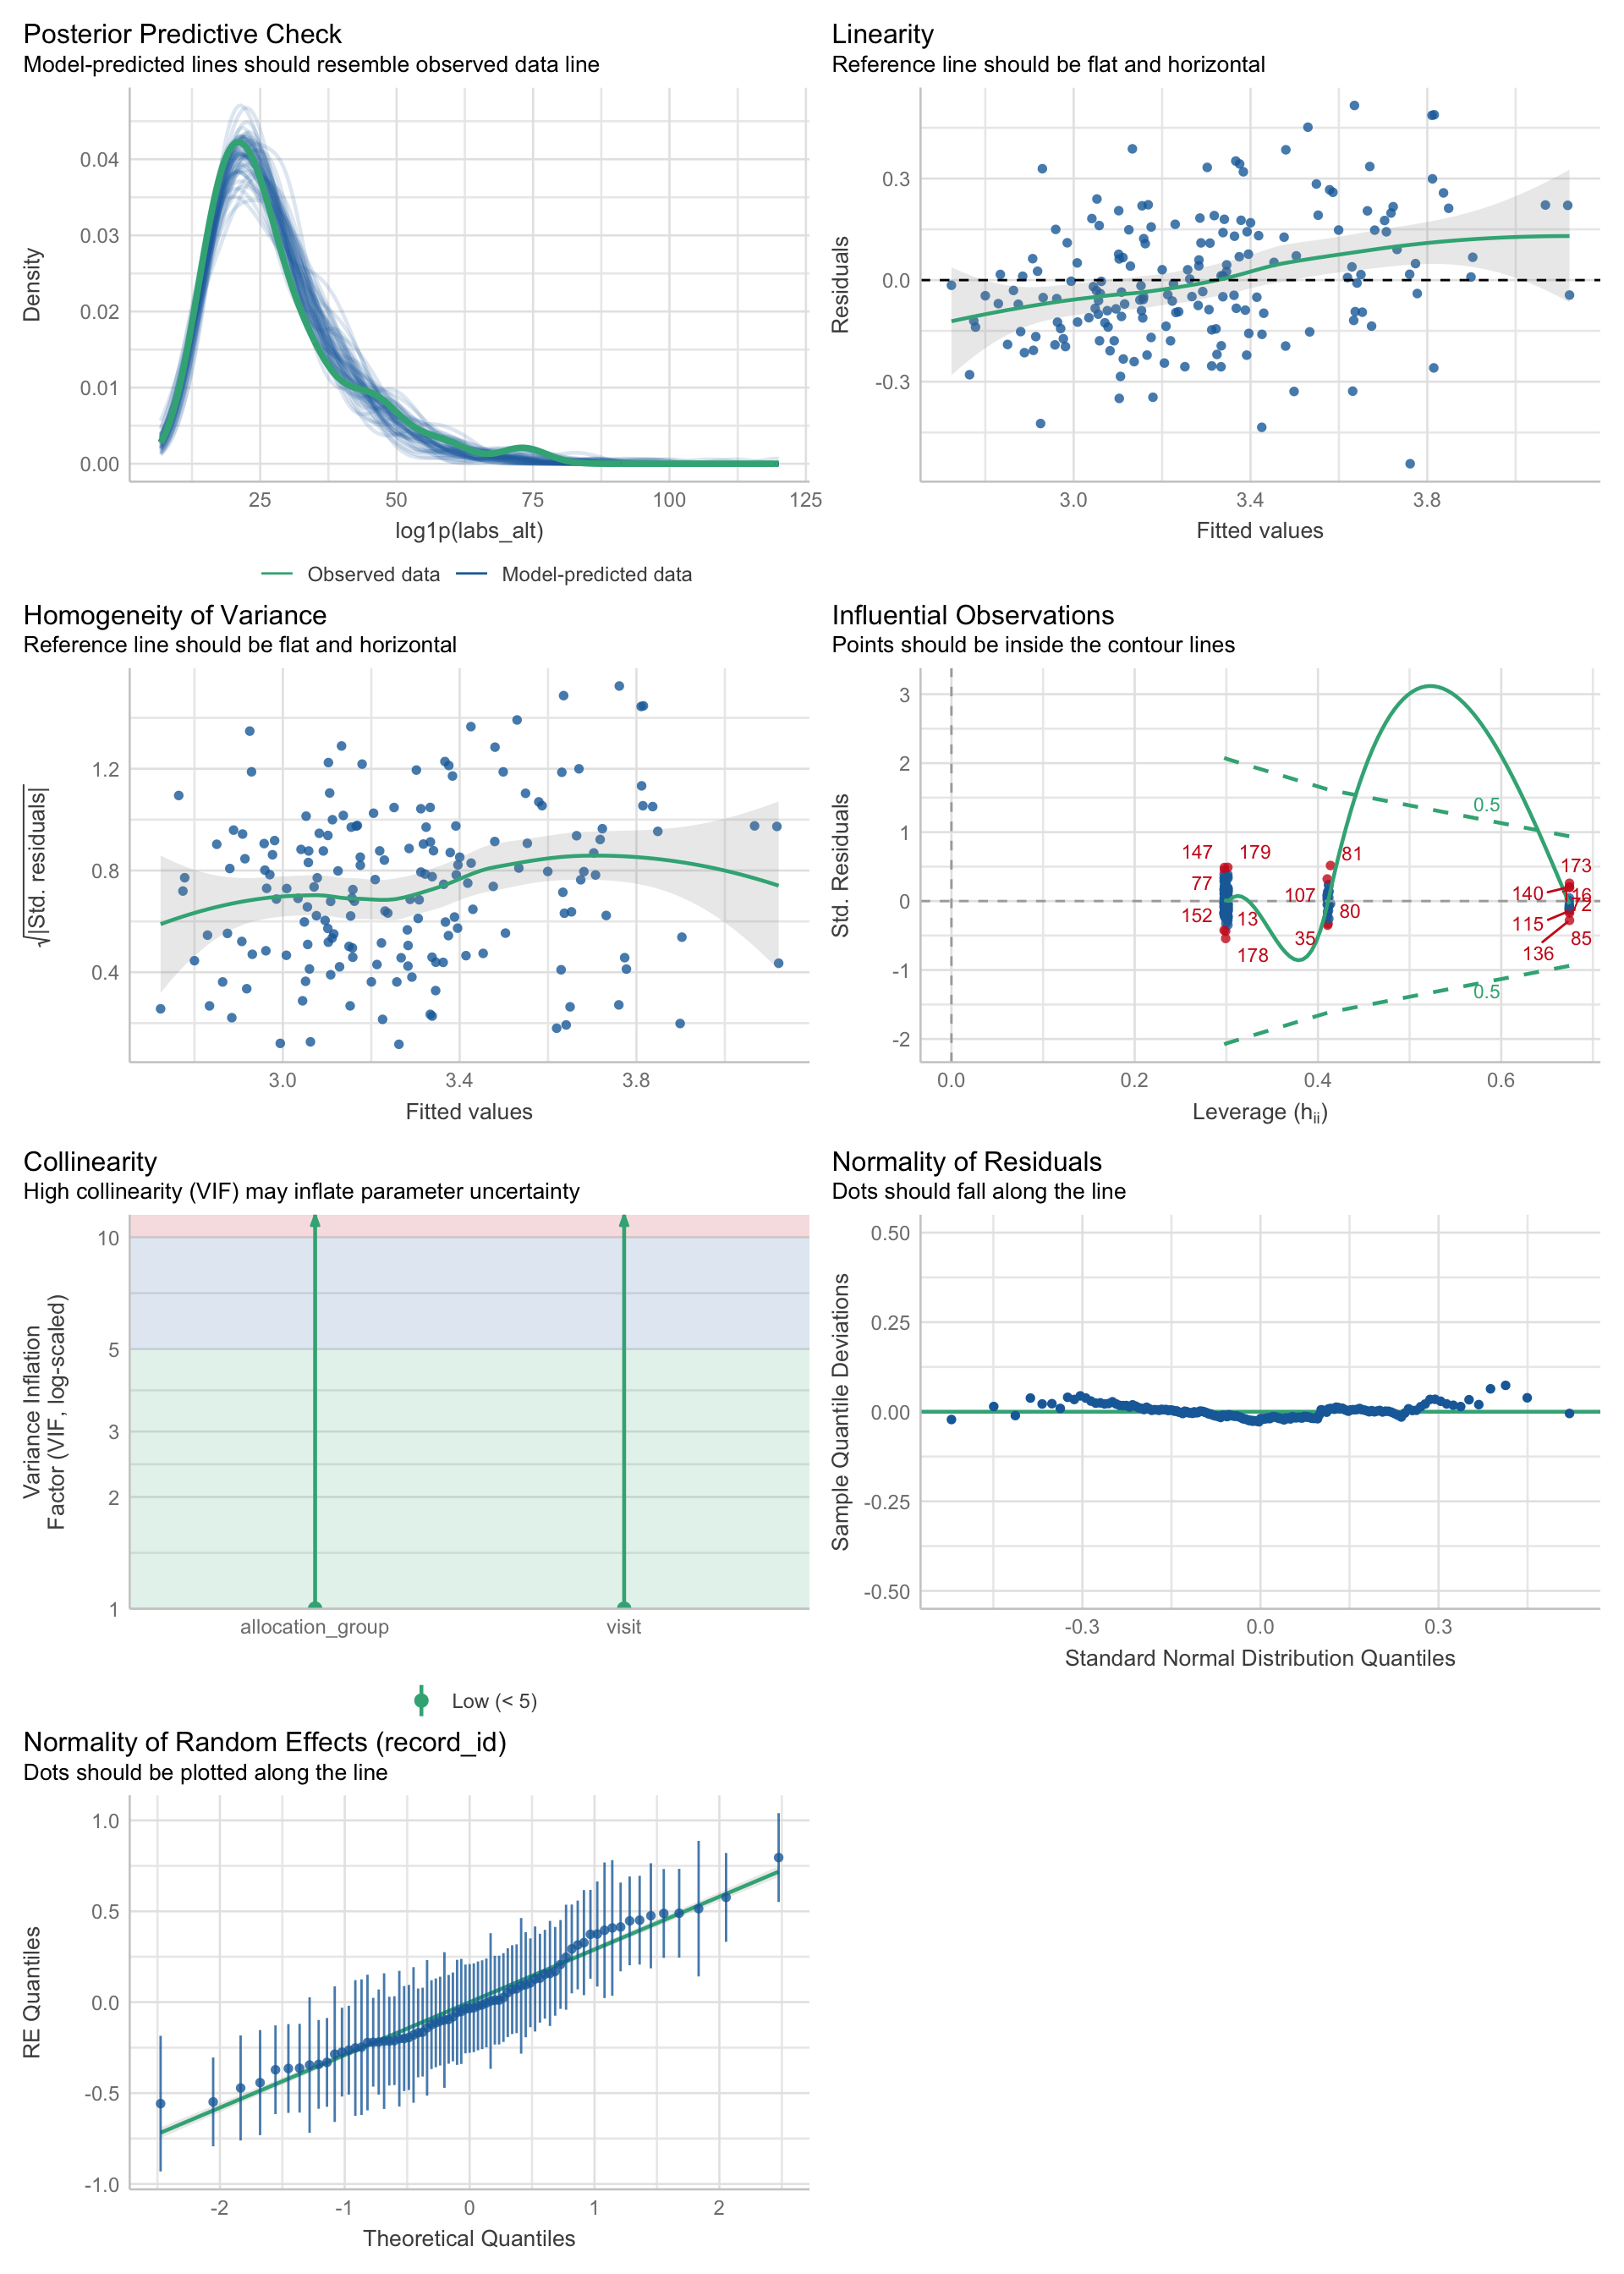 Posterior Predictive Check
Model-predicted lines should resemble observed data line
0.04
0.03
0.02
0.01
0.00
Density
25
50
75
100
125
log1p(labs_alt)
Observed data
Model-predicted data
Linearity
Reference line should be flat and horizontal
0.3
0.0
-0.3
Residuals
3.0
3.4
3.8
Fitted values
Homogeneity of Variance
Reference line should be flat and horizontal
1.2
0.8
0.4
√|Std. residuals|
3.0
3.4
3.8
Fitted values
Influential Observations
Points should be inside the contour lines
3
2
1
0
-1
-2
Std. Residuals
0.5
0.5
147
179
77
152
13
178
81
107
80
35
173
140
16
72
115
136
85
0.0
0.2
0.4
0.6
Leverage (hii)
Collinearity
High collinearity (VIF) may inflate parameter uncertainty
10
5
3
2
1
Variance Inflation
Factor (VIF, log-scaled)
allocation_group
visit
Low (< 5)
Normality of Residuals
Dots should fall along the line
0.50
0.25
0.00
-0.25
-0.50
Sample Quantile Deviations
-0.3
0.0
0.3
Standard Normal Distribution Quantiles
Normality of Random Effects (record_id)
Dots should be plotted along the line
1.0
0.5
0.0
-0.5
-1.0
RE Quantiles
-2
-1
0
1
2
Theoretical Quantiles